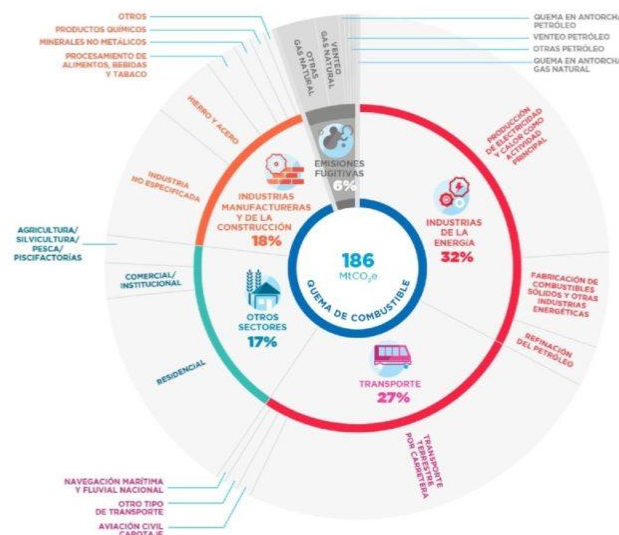 OTROS
PRODUCTOS QUÍMICOS
MINERALES NO METÁLICOS
PROCESAMIENTO DE
ALIMENTOS, BEBIDAS
Y TABACO
HIERRO Y ACERO
INDUSTRIA
NO ESPECIFICADA
AGRICULTURA/
SILVICULTURA/
PESCA/
PISCIFACTORÍAS
COMERCIAL/
INSTITUCIONAL
RESIDENCIAL
NAVEGACIÓN MARÍTIMA
Y FLUVIAL NACIONAL
OTRO TIPO
DE TRANSPORTE
AVIACIÓN CIVIL
CABOTAJE
OTRAS
GAS NATURAL
VENTEO
GAS NATURAL
QUEMA EN ANTORCHA
PETRÓLEO
VENTEO PETRÓLEO
OTRAS PETRÓLEO
QUEMA EN ANTORCHA
GAS NATURAL
PRODUCCIÓN
DE ELECTRICIDAD
Y CALOR COMO
ACTIVIDAD
PRINCIPAL
FABRICACIÓN DE
COMBUSTIBLES
SÓLIDOS Y OTRAS
INDUSTRIAS
ENERGÉTICAS
REFINACIÓN
DEL PETRÓLEO
TRANSPORTE
TERRESTRE
POR CARRETERA
EMISIONES
FUGITIVAS
6%
INDUSTRIAS
MANUFACTURERAS
Y DE LA
CONSTRUCCIÓN
18%
INDUSTRIAS
DE LA
ENERGÍA
32%
OTROS
SECTORES
17%
TRANSPORTE
27%
186
MtCO₂e
QUEMA DE COMBUSTIBLE